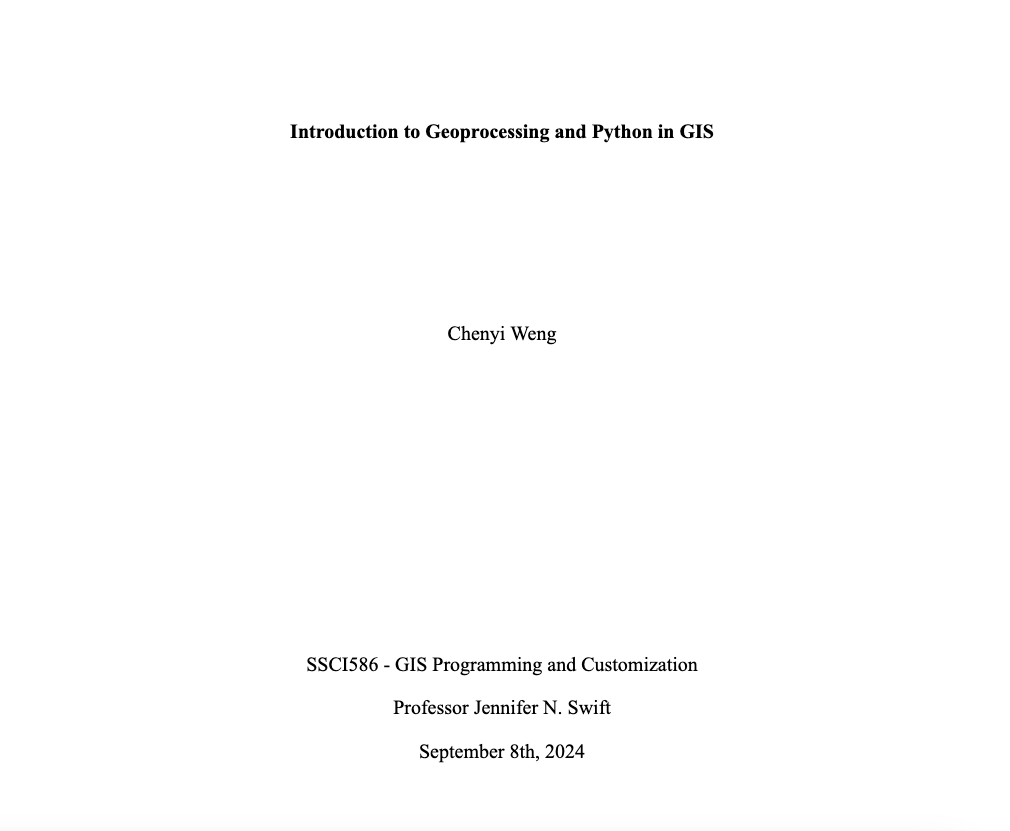 Introduction to Geoprocessing and Python in GIS
Chenyi Weng
SSCI586 - GIS Programming and Customization
Professor Jennifer N. Swift
September 8th, 2024